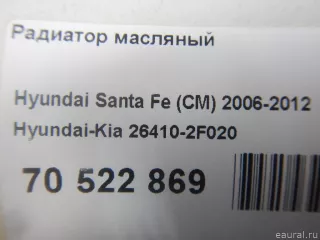 Радиатор масляный
Hyundai Santa Fe (CM) 2006-2012
Hyundai-Kia 26410-2F020
70 522 869
eaural.ru